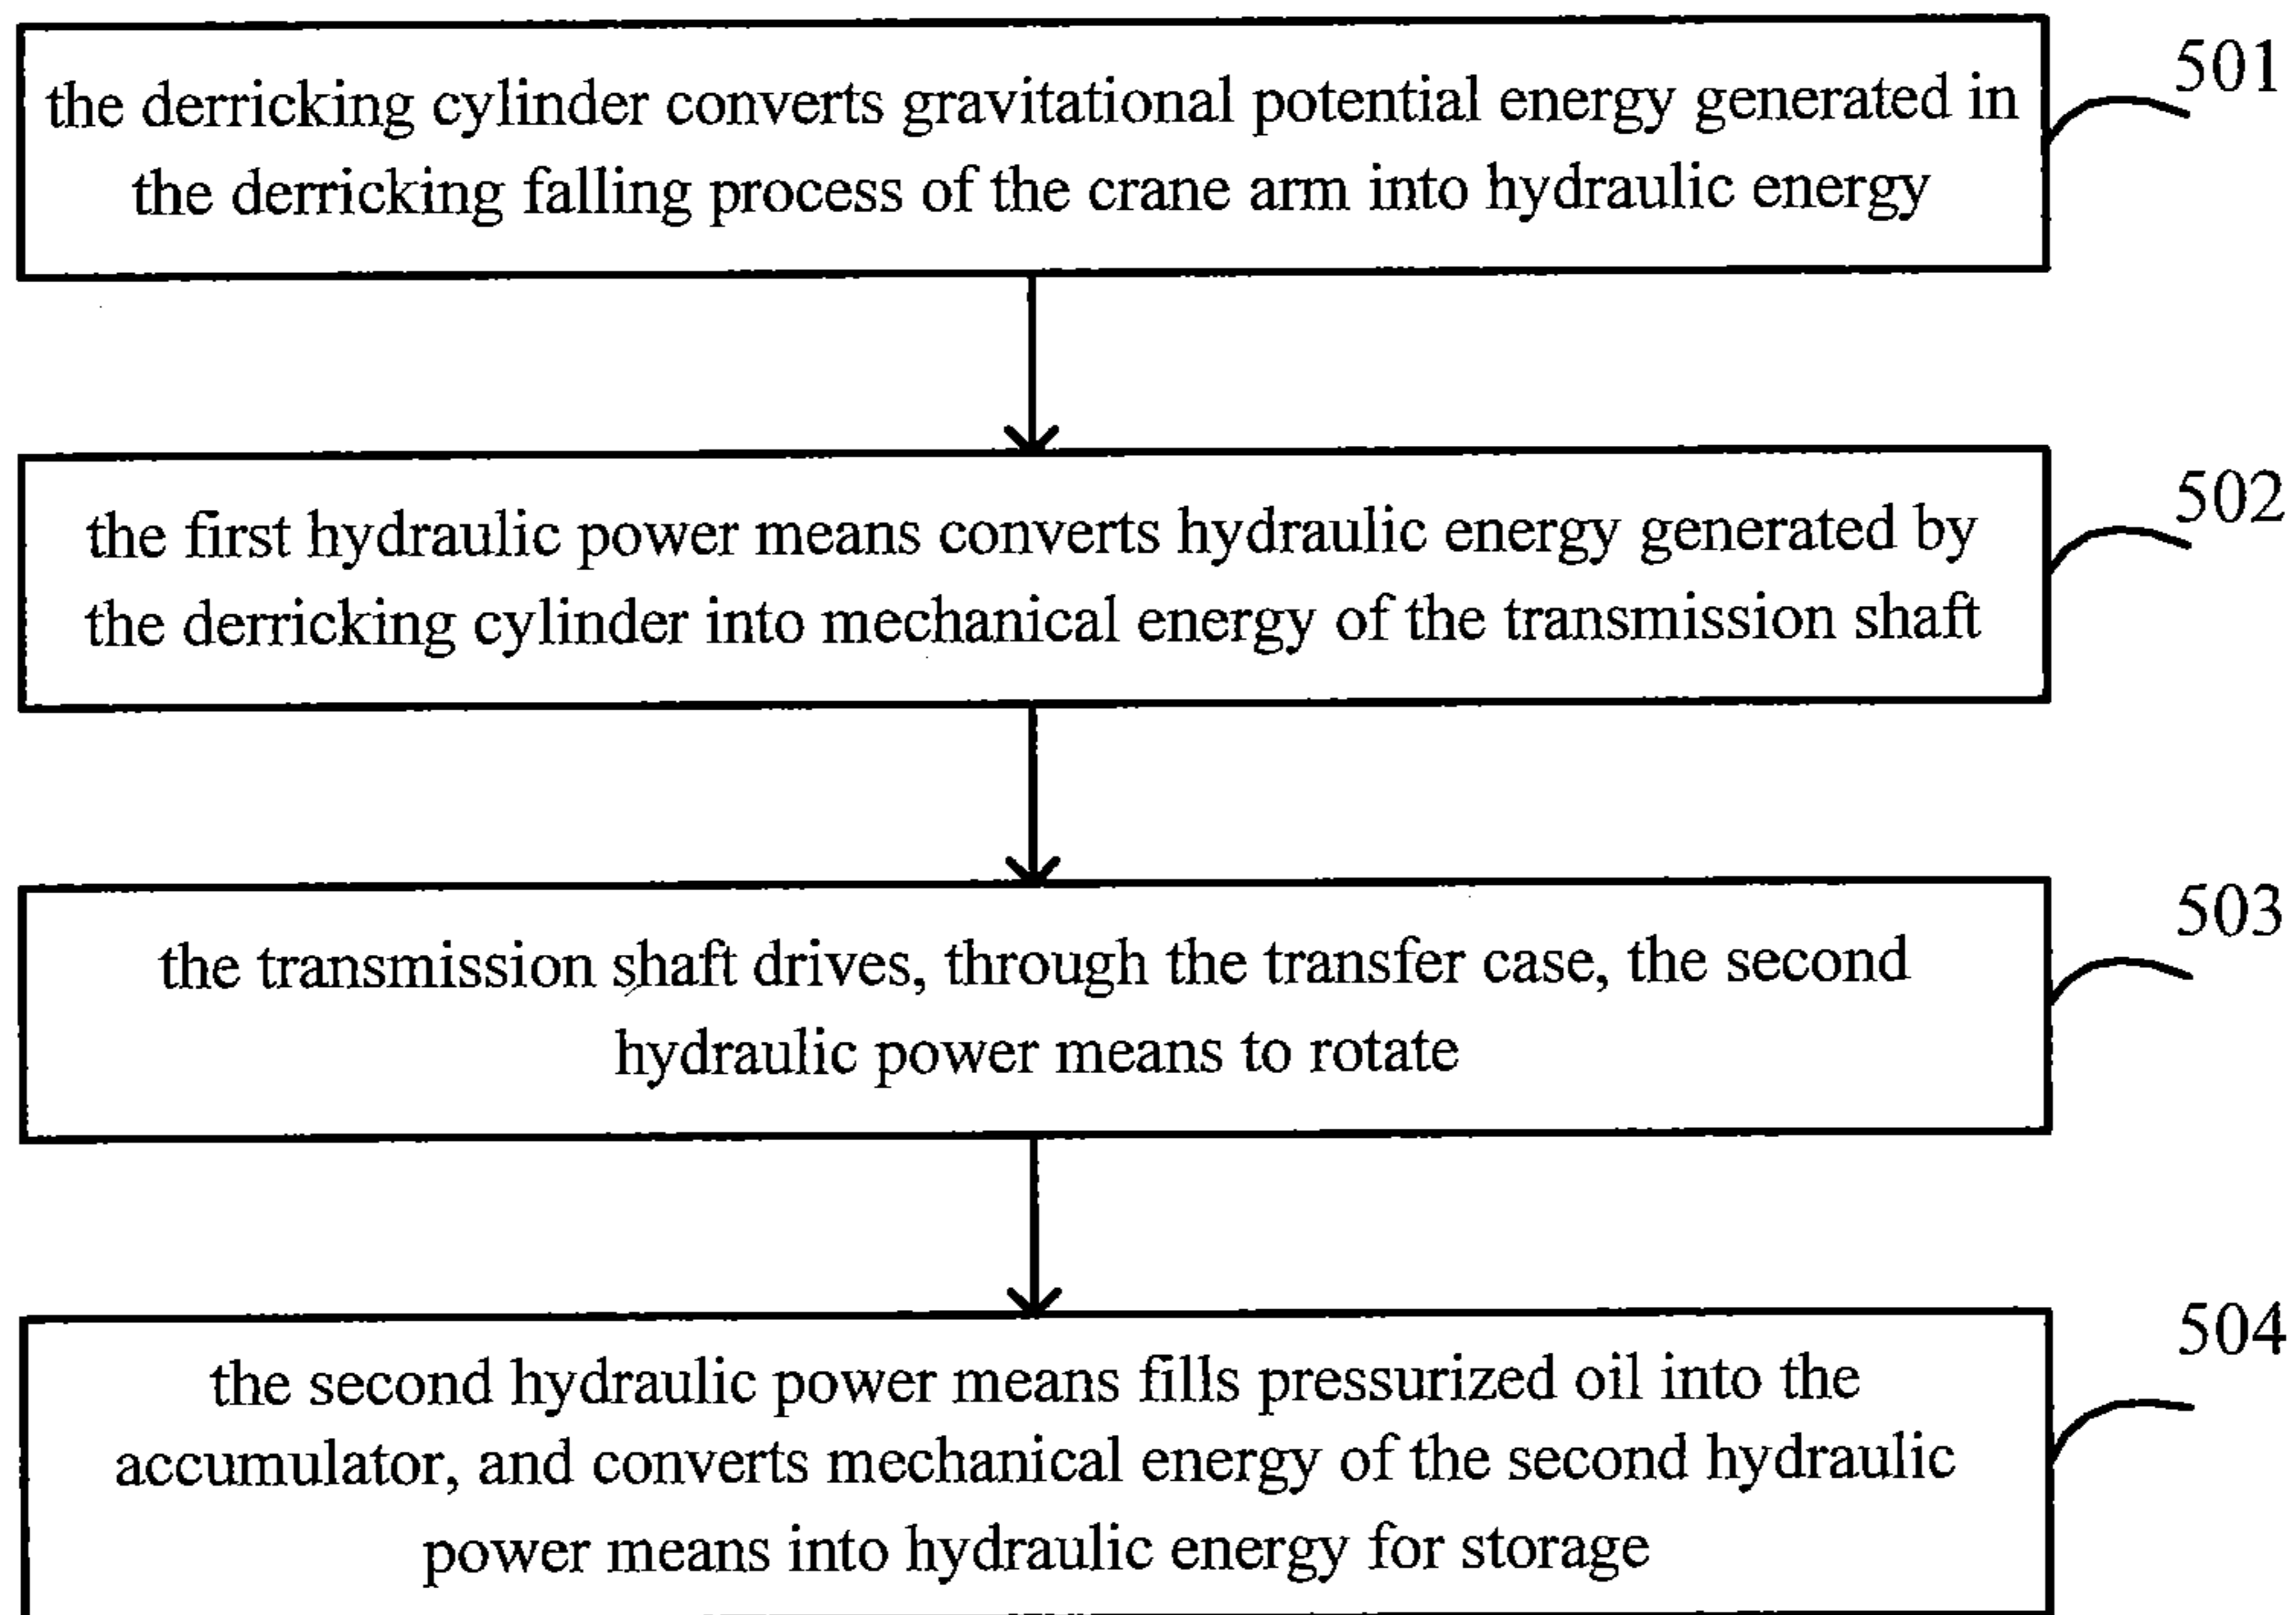 501
the derricking cylinder converts gravitational potential energy generated in
the derricking falling process of the crane arm into hydraulic energy
502
the first hydraulic power means converts hydraulic energy generated by
the derricking cylinder into mechanical energy of the transmission shaft
503
the transmission shaft drives, through the transfer case, the second
hydraulic power means to rotate
504
the second hydraulic power means fills pressurized oil into the
accumulator, and converts mechanical energy of the second hydraulic
power means into hydraulic energy for storage